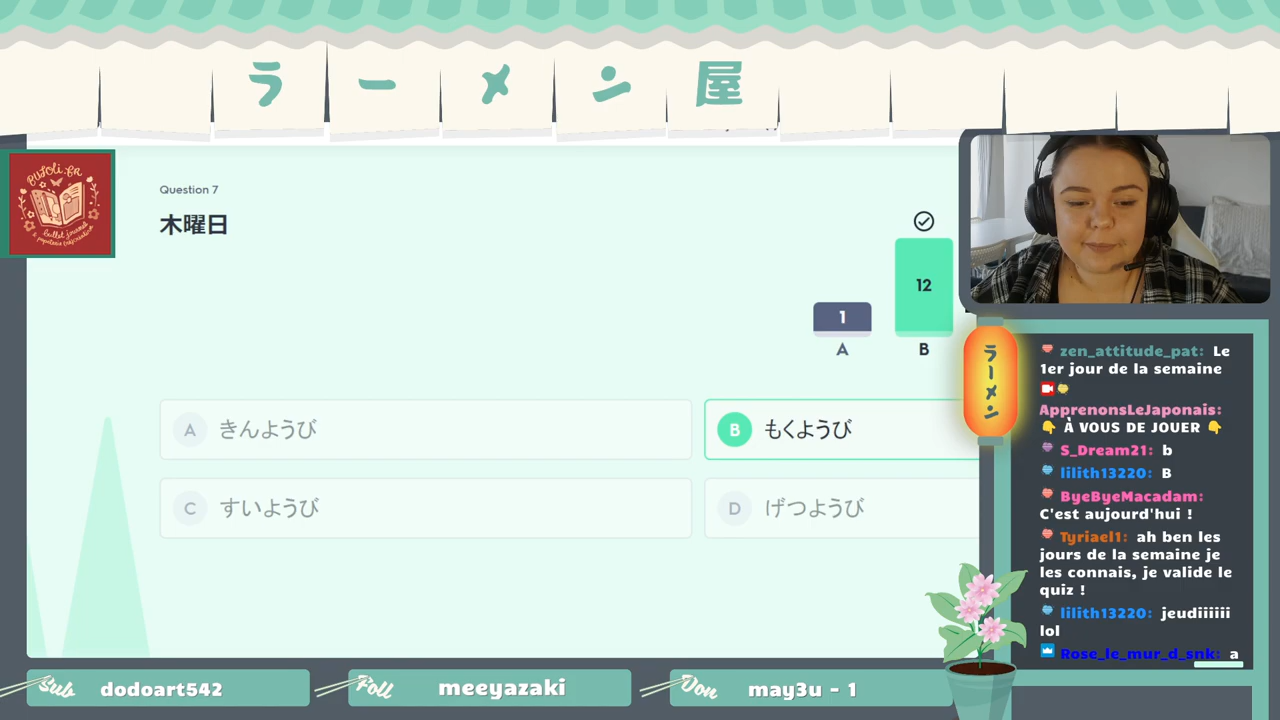 ラーメン屋
pujoli.fr
bullet journal
Question 7
木曜日
12
1
A
B
A きんようび
B もくようび
C すいようび
D げつようび
ラーメン
zen_attitude_pat: Le
1er jour de la semaine
ApprenonsLeJaponais:
👇 À VOUS DE JOUER 👇
S_Dream21: b
lilith13220: B
ByeByeMacadam:
C'est aujourd'hui !
Tyriael1: ah ben les
jours de la semaine je
les connais, je valide le
quiz !
lilith13220: jeudiiiiii
lol
Rose_le_mur_d_snk: a
Sub dodoart542
Foll meeyazaki
Don may3u - 1